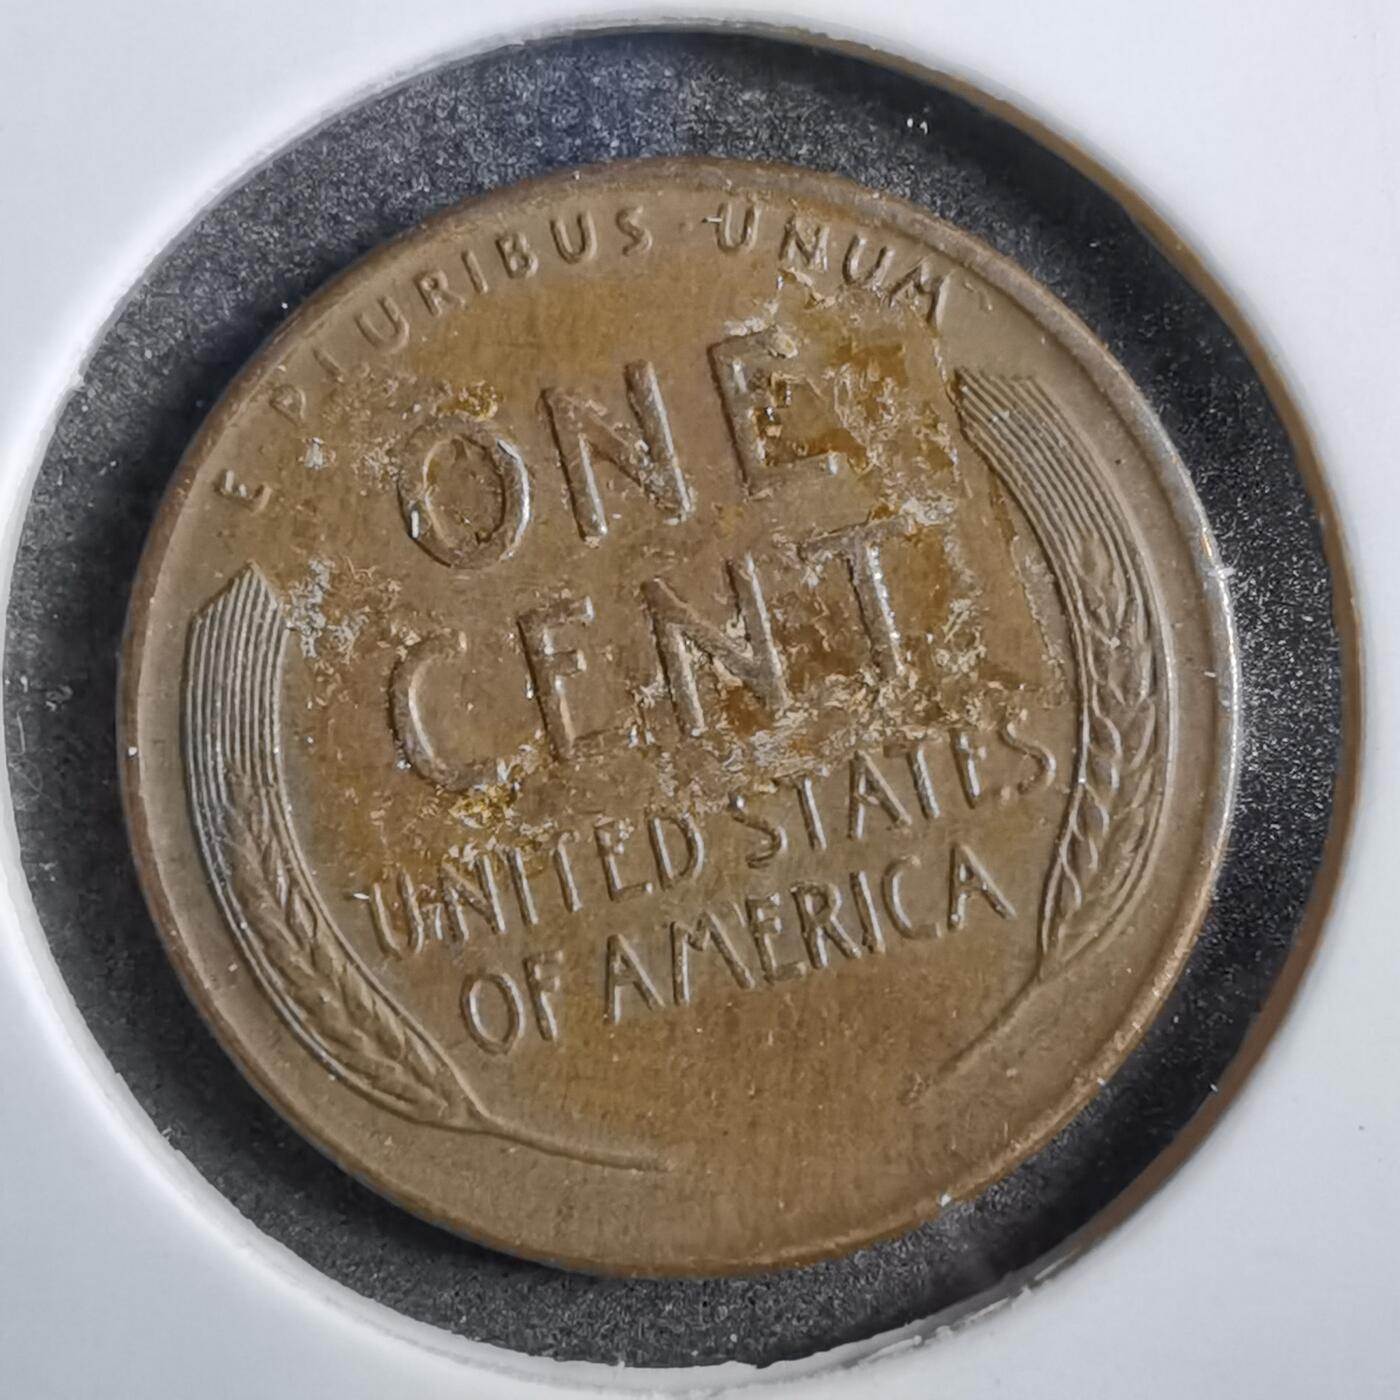 E PLURIBUS · UNUM
ONE
CENT
UNITED STATES
OF AMERICA